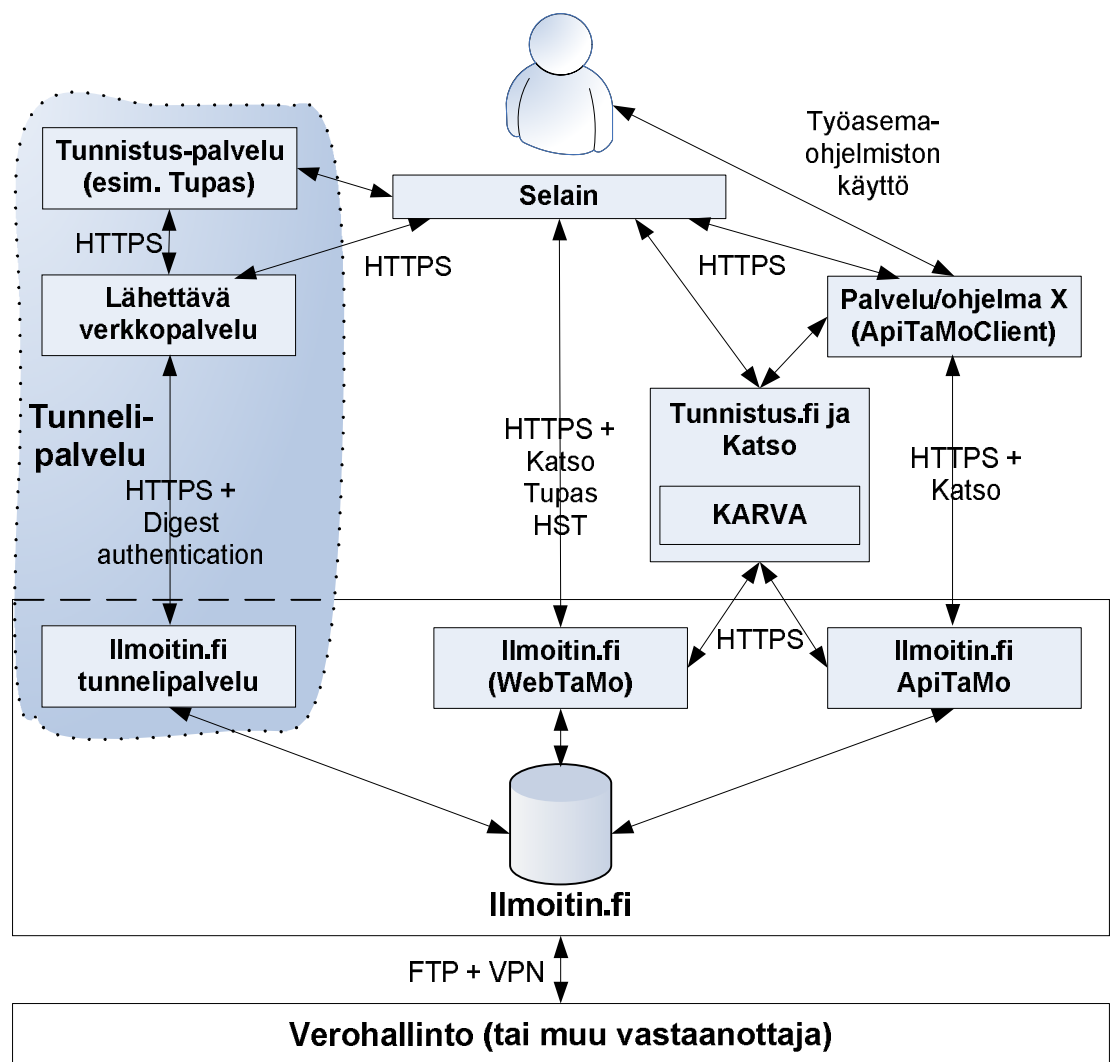 Työasema-
ohjelmiston
käyttö
Tunnistus-palvelu
(esim. Tupas)
Selain
HTTPS
HTTPS
HTTPS
Lähettävä
verkkopalvelu
Palvelu/ohjelma X
(ApiTaMoClient)
Tunneli-
palvelu
Tunnistus.fi ja
Katso
KARVA
HTTPS +
Katso
Tupas
HST
HTTPS +
Katso
HTTPS +
Digest
authentication
Ilmoitin.fi
tunnelipalvelu
Ilmoitin.fi
(WebTaMo)
HTTPS
Ilmoitin.fi
ApiTaMo
Ilmoitin.fi
FTP + VPN
Verohallinto (tai muu vastaanottaja)